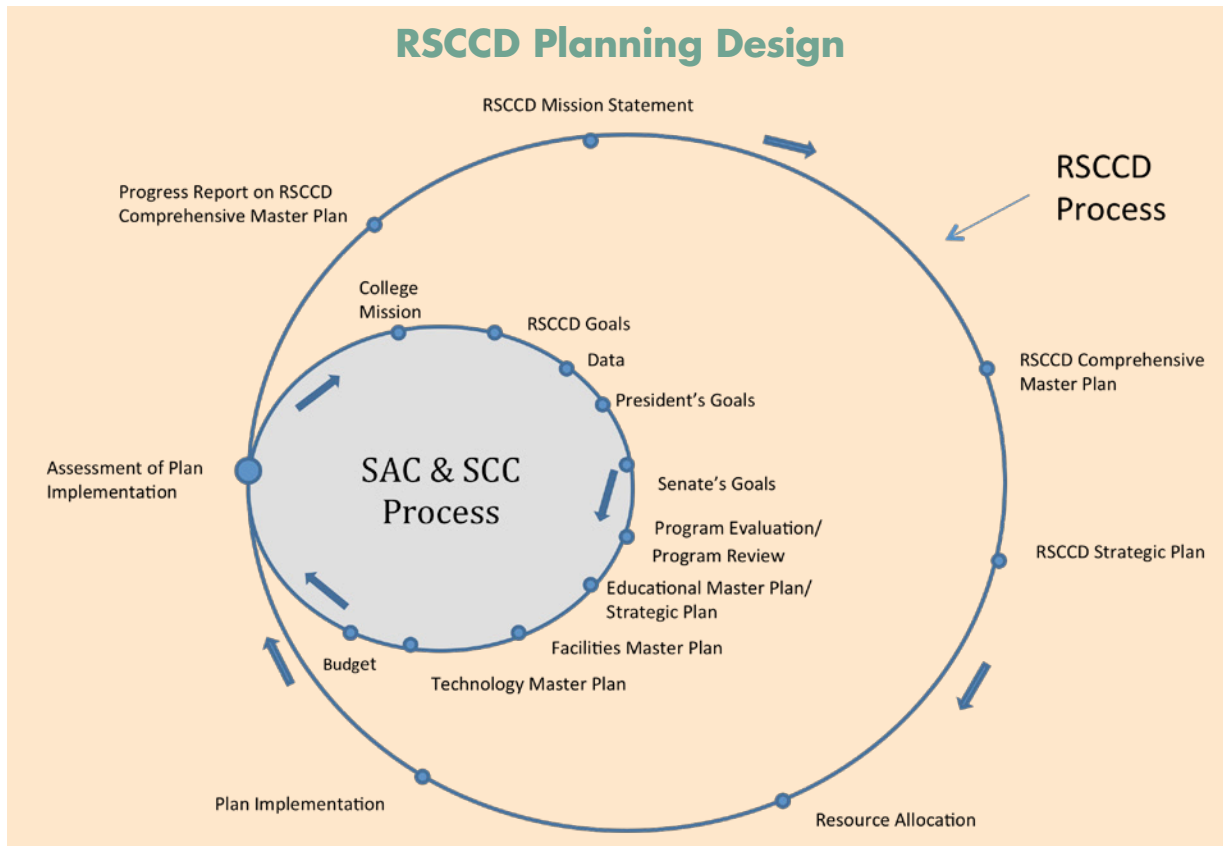 RSCCD Planning Design
RSCCD Mission Statement
RSCCD
Process
Progress Report on RSCCD
Comprehensive Master Plan
College
Mission
RSCCD Goals
Data
RSCCD Comprehensive
Master Plan
President's Goals
Assessment of Plan
Implementation
SAC & SCC
Process
Senate's Goals
Program Evaluation/
Program Review
RSCCD Strategic Plan
Educational Master Plan/
Strategic Plan
Facilities Master Plan
Budget
Technology Master Plan
Plan Implementation
Resource Allocation